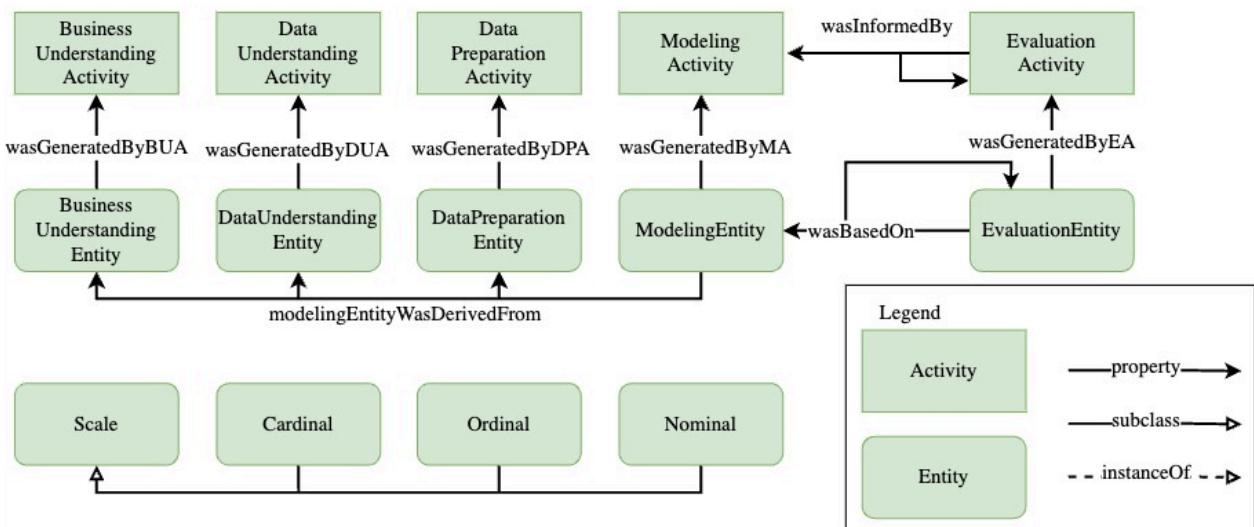 Business
Understanding
Activity
Data
Understanding
Activity
Data
Preparation
Activity
Modeling
Activity
wasInformedBy
Evaluation
Activity
wasGeneratedByBUA
wasGeneratedByDUA
wasGeneratedByDPA
wasGeneratedByMA
wasGeneratedByEA
Business
Understanding
Entity
DataUnderstanding
Entity
DataPreparation
Entity
ModelingEntity
wasBasedOn
EvaluationEntity
modelingEntityWasDerivedFrom
Legend
Activity
property
subclass
Entity
instanceOf
Scale
Cardinal
Ordinal
Nominal